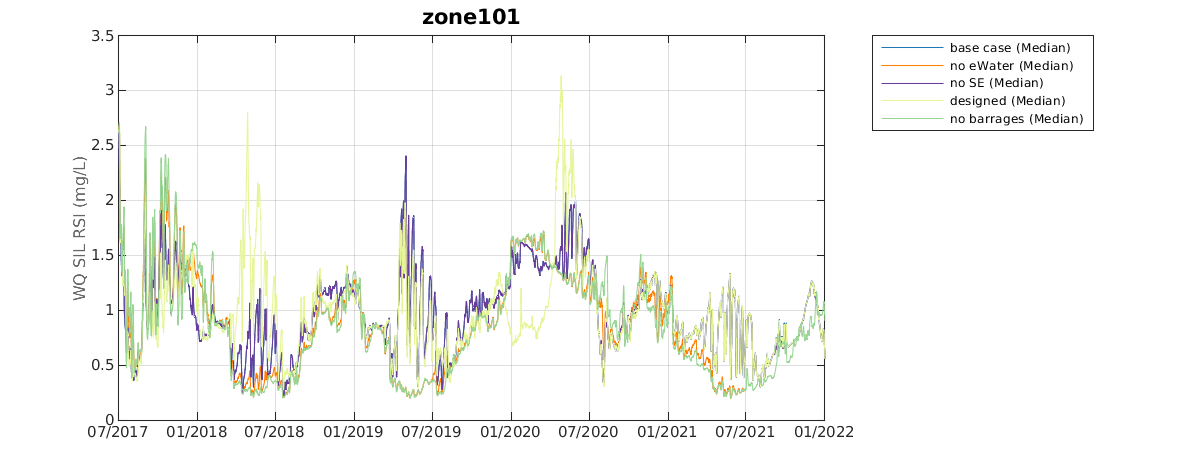 zone101
WQ SIL RSI (mg/L)
3.5
3
2.5
2
1.5
1
0.5
0
07/2017
01/2018
07/2018
01/2019
07/2019
01/2020
07/2020
01/2021
07/2021
01/2022
base case (Median)
no eWater (Median)
no SE (Median)
designed (Median)
no barrages (Median)